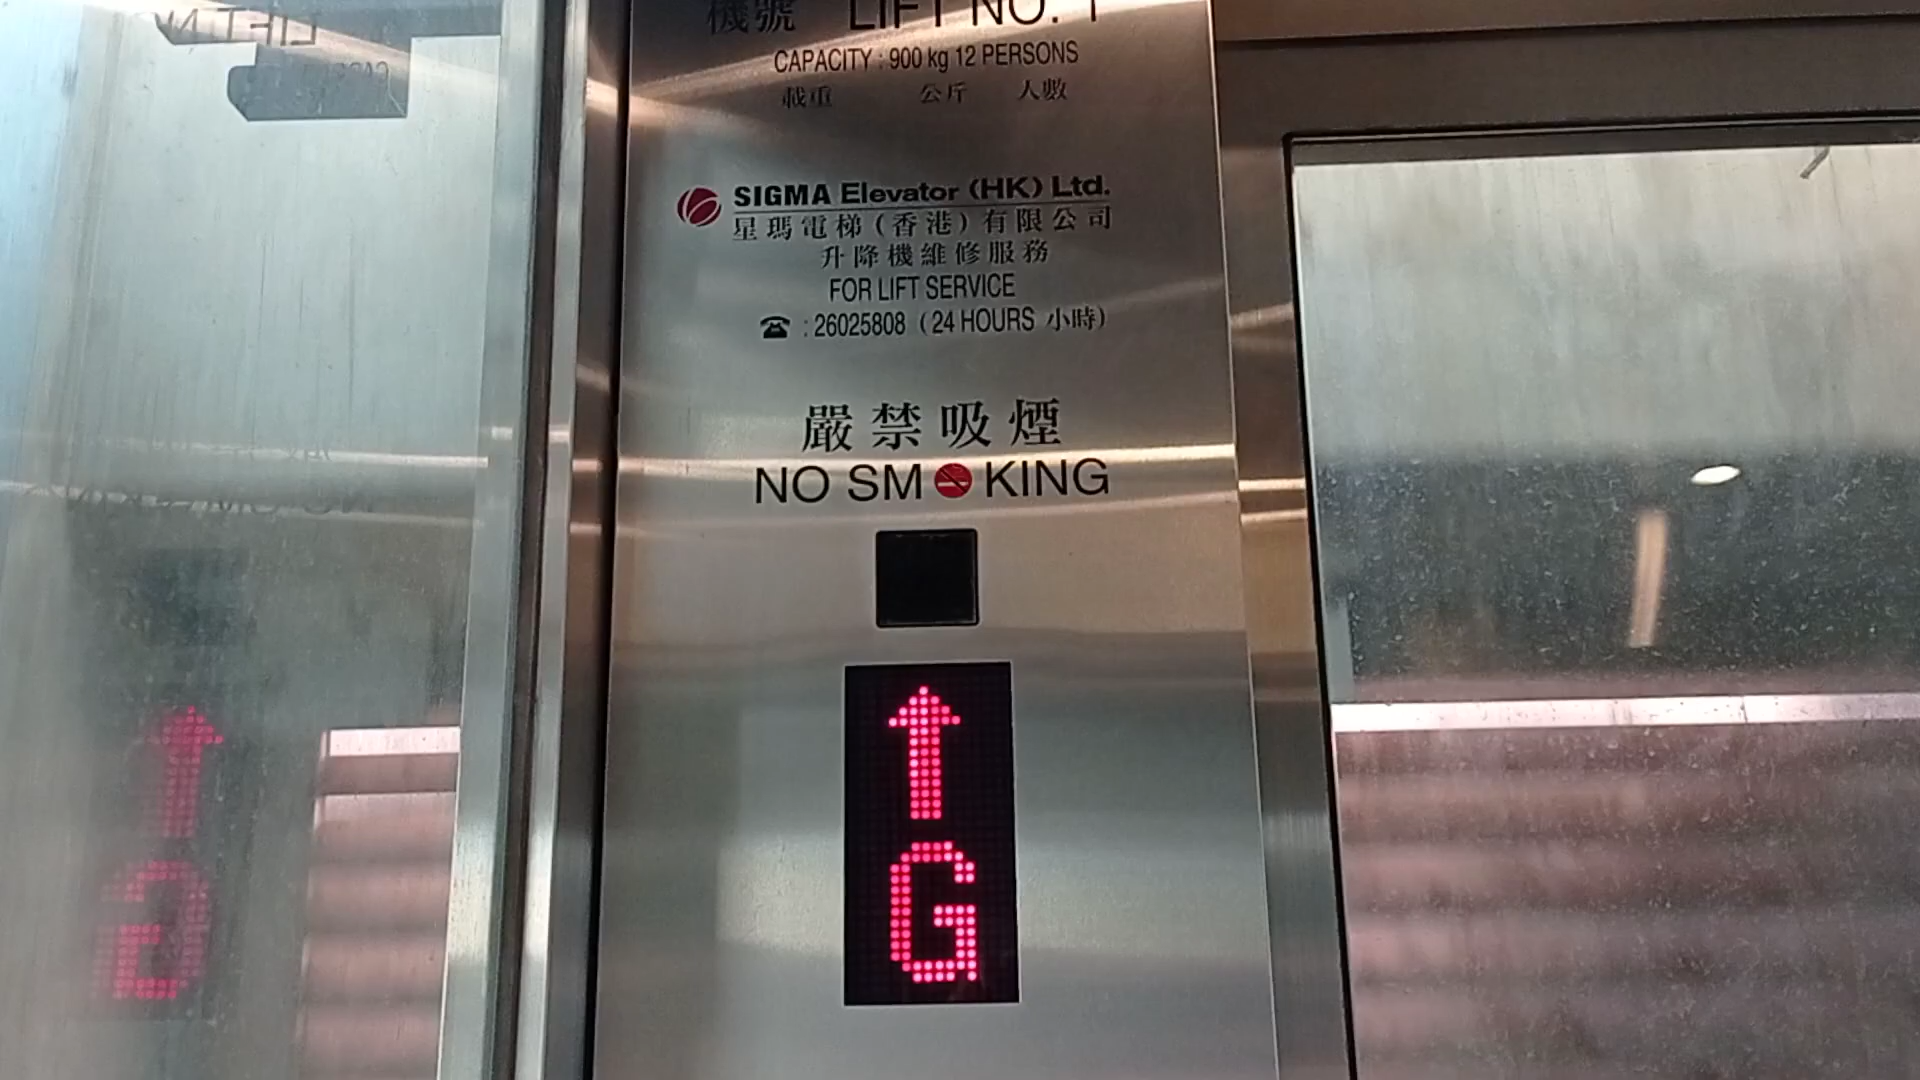 機號 LIFT NO. 1
CAPACITY : 900 kg 12 PERSONS
載重 公斤 人數
SIGMA Elevator (HK) Ltd.
星瑪電梯(香港)有限公司
升降機維修服務
FOR LIFT SERVICE
☎ : 26025808 (24 HOURS 小時)
嚴禁吸煙
NO SMOKING
↑
G